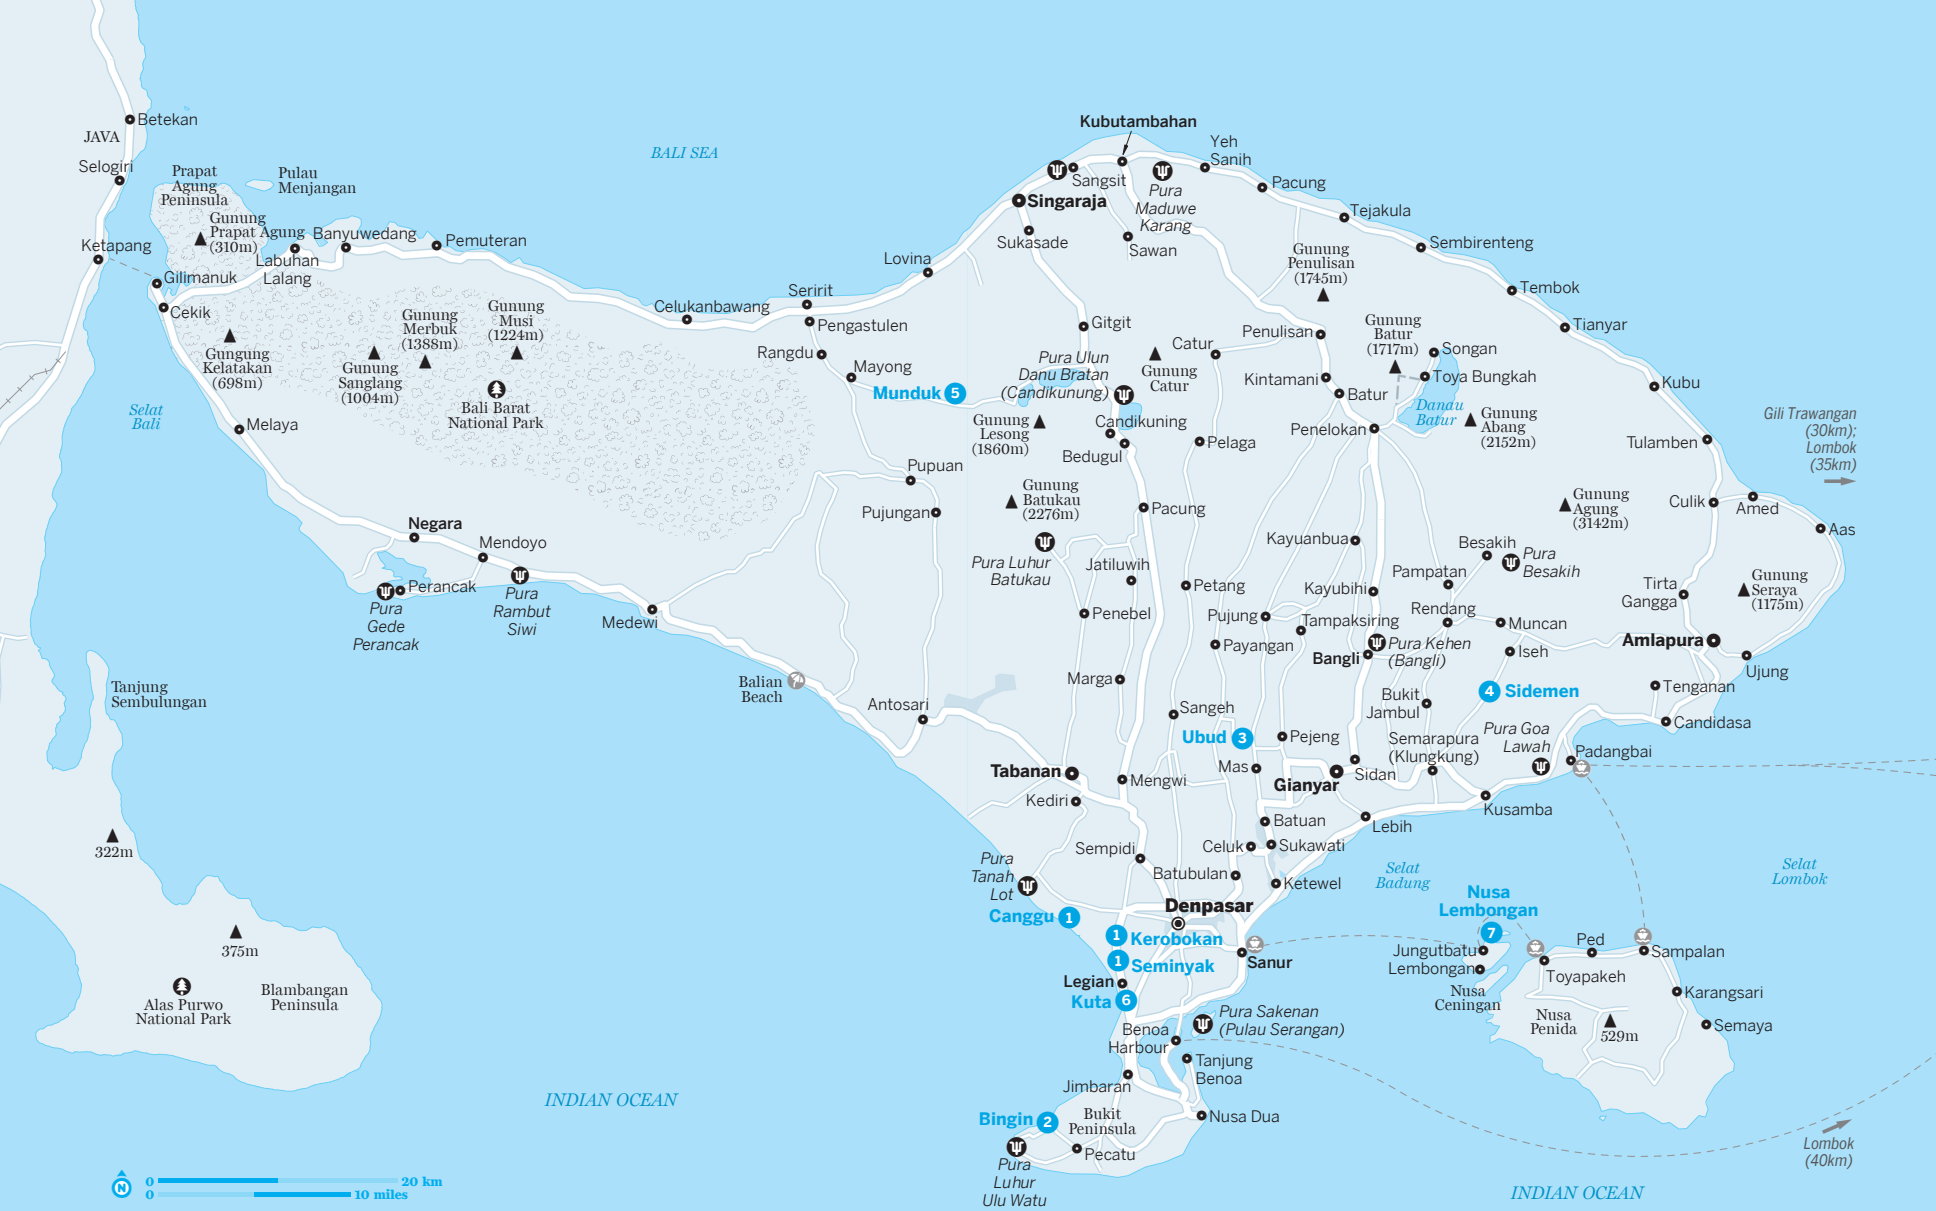 Betekan
JAVA
Selogiri
Prapat
Agung
Peninsula
Pulau
Menjangan
BALI SEA
Kubutambahan
Yeh
Sanih
Sangsit
Pacung
Pura
Maduwe
Karang
Singaraja
Tejakula
Gunung
Prapat Agung
(310m)
Banyuwedang
Pemuteran
Ketapang
Labuhan
Lalang
Gilimanuk
Cekik
Sukasade
Sawan
Sembirenteng
Gunung
Penulisan
(1745m)
Lovina
Seririt
Celukanbawang
Pengastulen
Tembok
Tianyar
Gunung
Musi
(1224m)
Gunung
Merbuk
(1388m)
Gungung
Kelatakan
(698m)
Gunung
Sanglang
(1004m)
Gitgit
Penulisan
Gunung
Batur
(1717m)
Songan
Rangdu
Mayong
Pura Ulun
Danu Bratan
(Candikunung)
Catur
Gunung
Catur
Kintamani
Toya Bungkah
Batur
Kubu
Munduk 5
Bali Barat
National Park
Selat
Bali
Melaya
Danau
Batur
Gunung
Abang
(2152m)
Gunung
Lesong
(1860m)
Candikuning
Bedugul
Pelaga
Penelokan
Tulamben
Gili Trawangan
(30km);
Lombok
(35km)
Pupuan
Gunung
Batukau
(2276m)
Pujungan
Pacung
Gunung
Agung
(3142m)
Culik
Amed
Aas
Negara
Mendoyo
Pura Luhur
Batukau
Jatiluwih
Kayuanbua
Besakih
Pura
Besakih
Perancak
Pura
Gede
Perancak
Pura
Rambut
Siwi
Medewi
Petang
Kayubihi
Pampatan
Tirta
Gangga
Gunung
Seraya
(1175m)
Penebel
Pujung
Tampaksiring
Rendang
Muncan
Payangan
Bangli
Pura Kehen
(Bangli)
Iseh
Amlapura
Ujung
Tanjung
Sembulungan
Balian
Beach
Marga
4 Sidemen
Tenganan
Antosari
Sangeh
Bukit
Jambul
Candidasa
Ubud 3
Pejeng
Semarapura
(Klungkung)
Pura Goa
Lawah
Padangbai
Tabanan
Mengwi
Mas
Gianyar
Sidan
Kediri
Kusamba
Batuan
Lebih
322m
Sempidi
Celuk
Sukawati
Pura
Tanah
Lot
Batubulan
Ketewel
Selat
Badung
Selat
Lombok
Canggu 1
Denpasar
Nusa
Lembongan
7
375m
1 Kerobokan
1 Seminyak
Sanur
Jungutbatu
Ped
Sampalan
Lembongan
Toyapakeh
Legian
Kuta 6
Alas Purwo
National Park
Blambangan
Peninsula
Nusa
Ceningan
Karangsari
Nusa
Penida
529m
Semaya
Pura Sakenan
(Pulau Serangan)
Benoa
Harbour
Tanjung
Benoa
Jimbaran
INDIAN OCEAN
Bingin 2
Bukit
Peninsula
Nusa Dua
Pecatu
Pura
Luhur
Ulu Watu
Lombok
(40km)
N
0 20 km
0 10 miles
INDIAN OCEAN